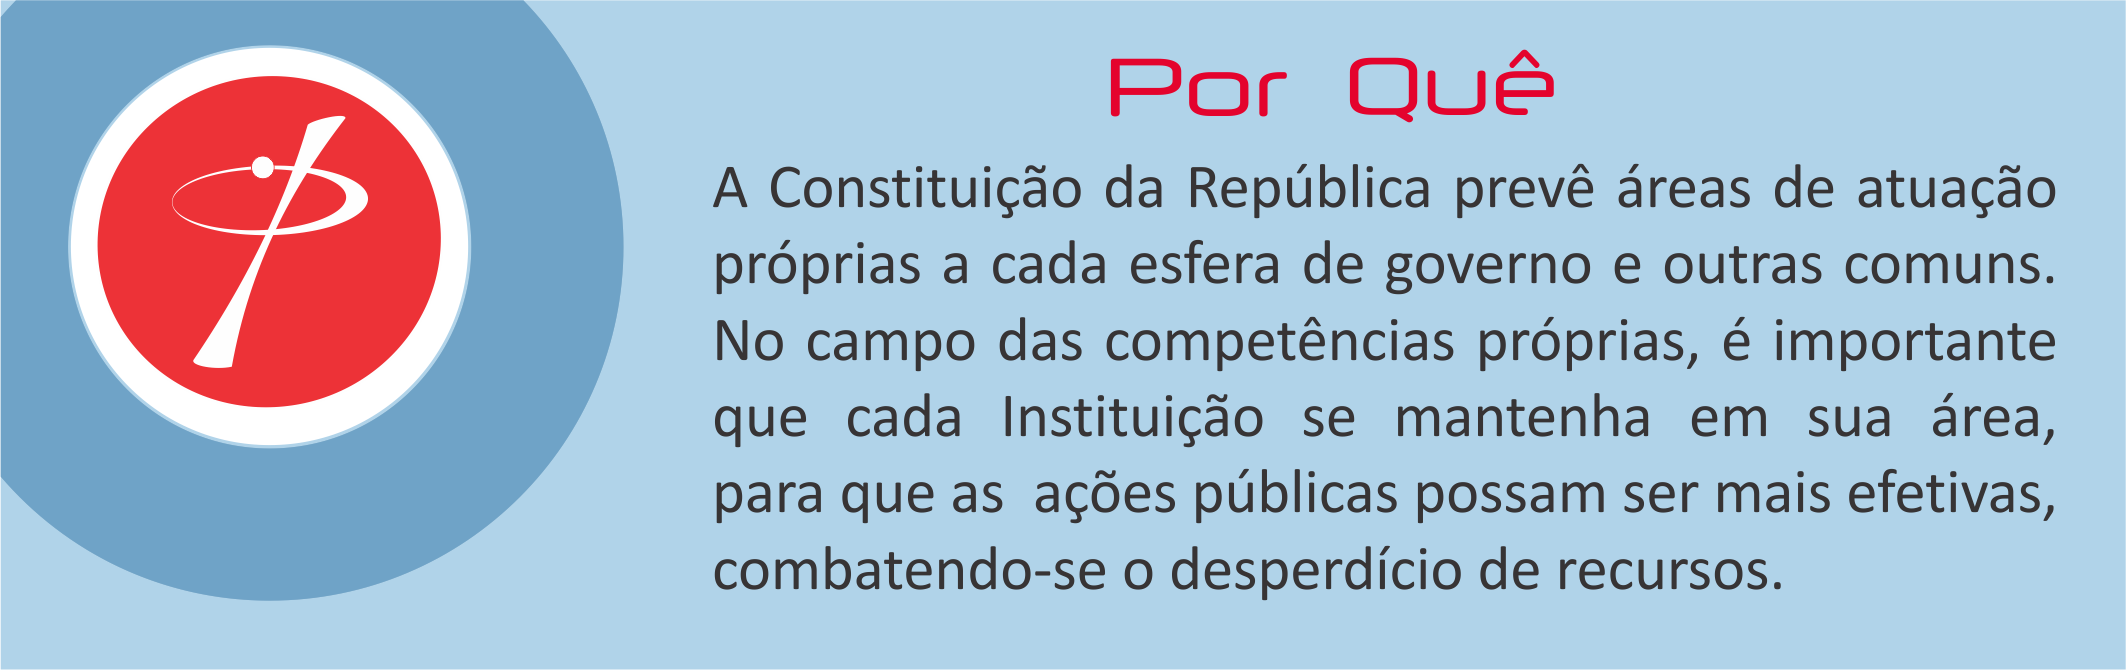 Por Quê
A Constituição da República prevê áreas de atuação
próprias a cada esfera de governo e outras comuns.
No campo das competências próprias, é importante
que cada Instituição se mantenha em sua área,
para que as ações públicas possam ser mais efetivas,
combatendo-se o desperdício de recursos.